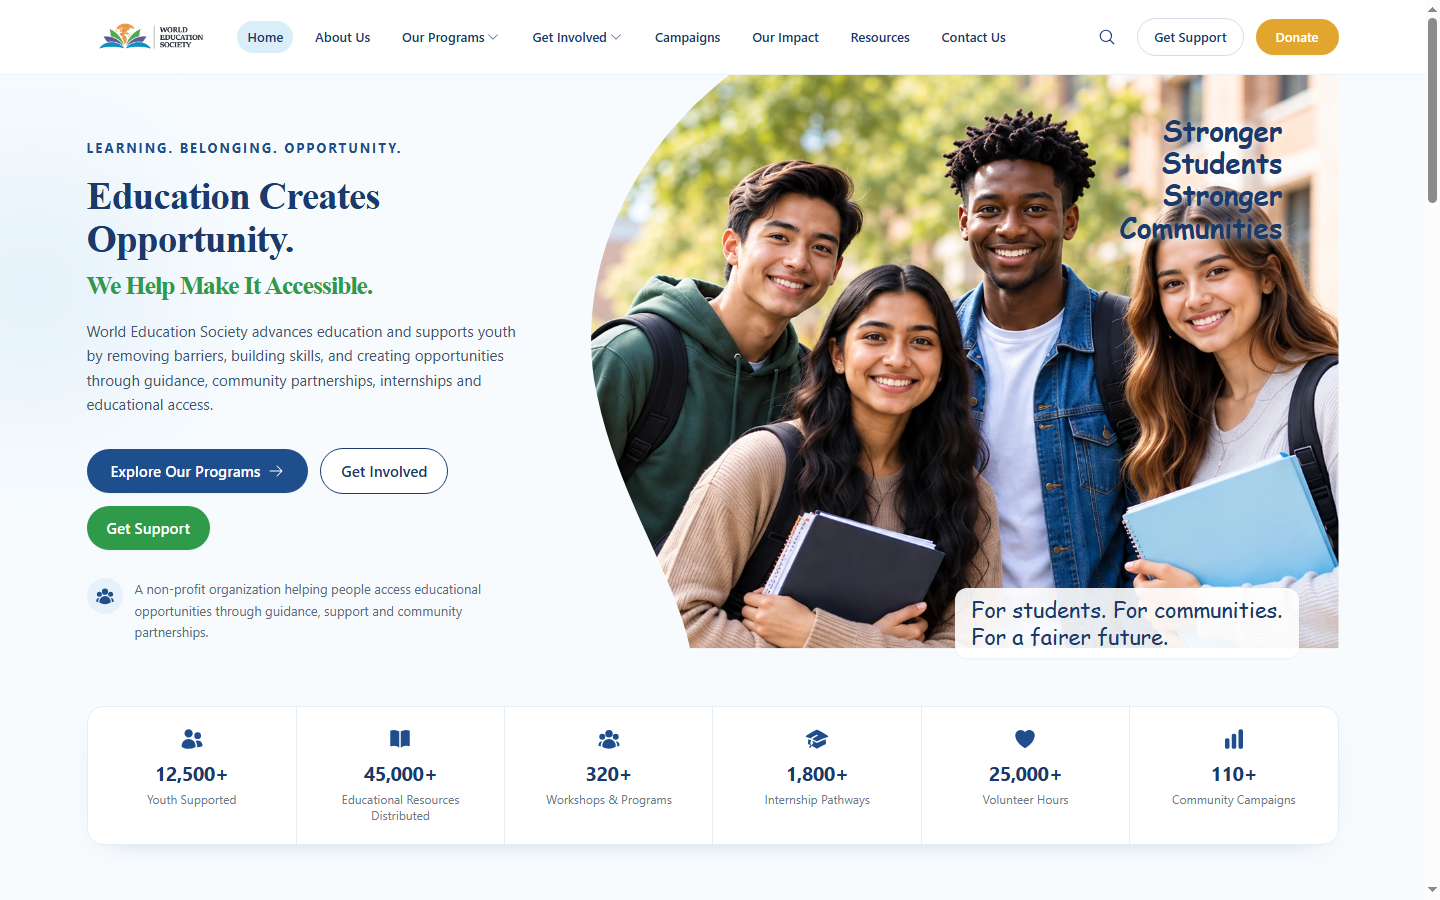 WORLD
EDUCATION
SOCIETY
Home
About Us
Our Programs
Get Involved
Campaigns
Our Impact
Resources
Contact Us
Get Support
Donate
LEARNING. BELONGING. OPPORTUNITY.
Education Creates
Opportunity.
We Help Make It Accessible.
World Education Society advances education and supports youth
by removing barriers, building skills, and creating opportunities
through guidance, community partnerships, internships and
educational access.
Explore Our Programs
Get Involved
Get Support
A non-profit organization helping people access educational
opportunities through guidance, support and community
partnerships.
Stronger
Students
Stronger
Communities
For students. For communities.
For a fairer future.
12,500+
Youth Supported
45,000+
Educational Resources
Distributed
320+
Workshops & Programs
1,800+
Internship Pathways
25,000+
Volunteer Hours
110+
Community Campaigns